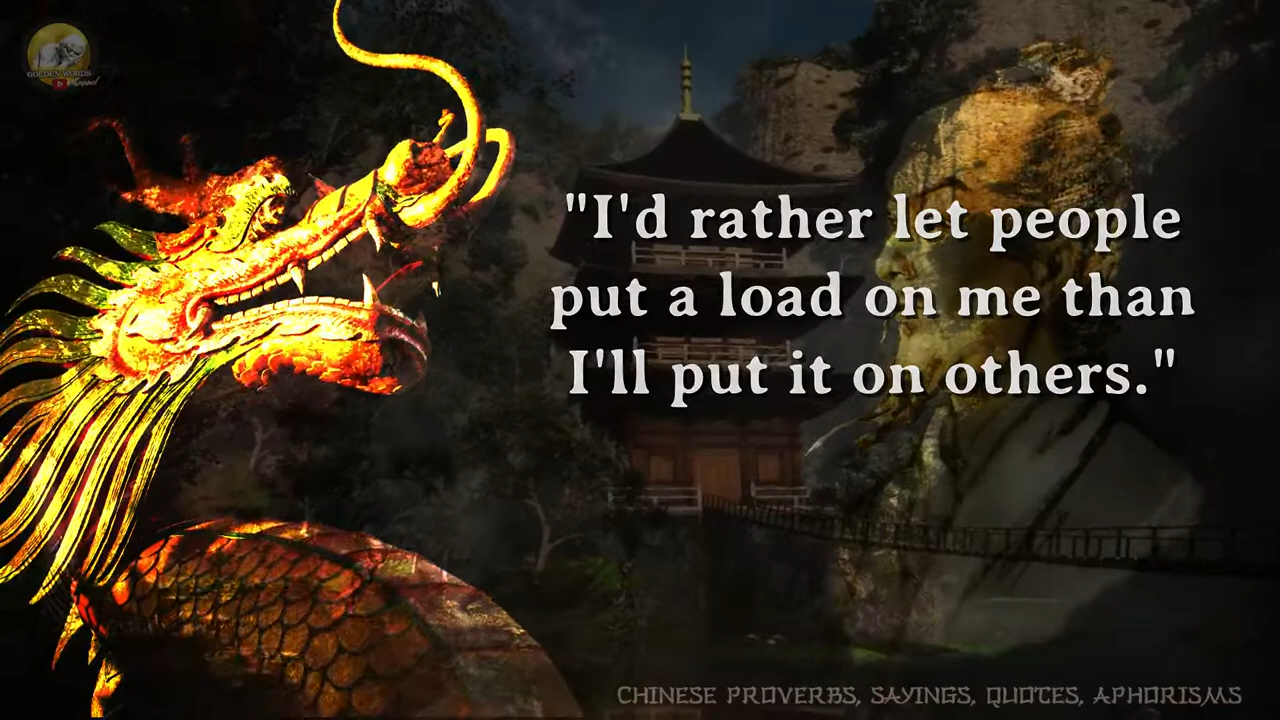 GOLDEN WORDS
"I'd rather let people
put a load on me than
I'll put it on others."
CHINESE PROVERBS, SAYINGS, QUOTES, APHORISMS